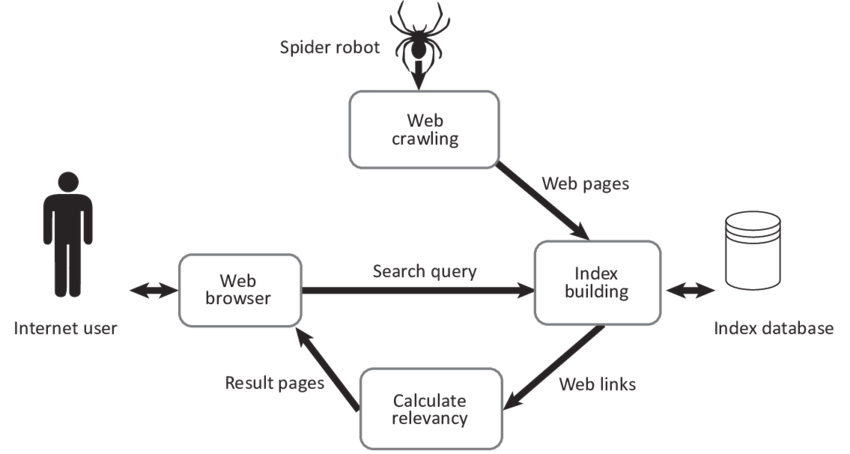 Spider robot
Web
crawling
Web pages
Web
browser
Search query
Index
building
Internet user
Index database
Result pages
Calculate
relevancy
Web links